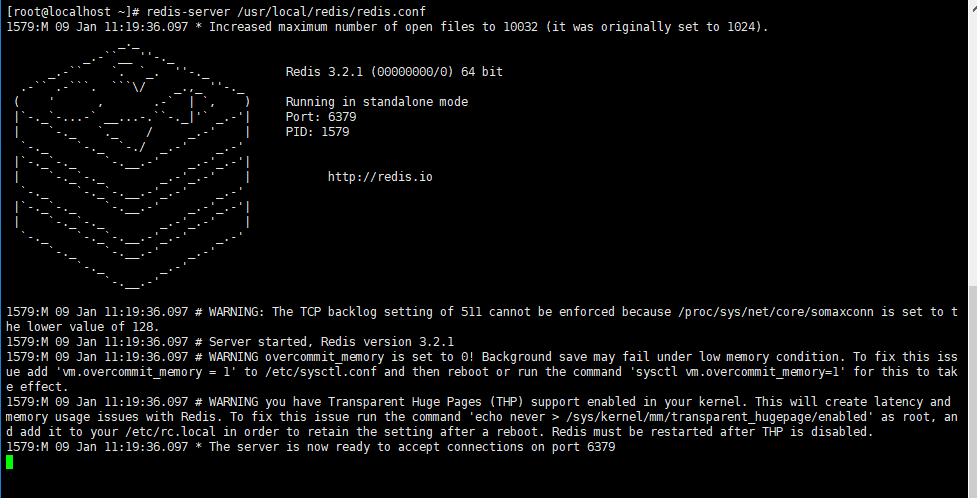 [root@localhost ~]# redis-server /usr/local/redis/redis.conf
1579:M 09 Jan 11:19:36.097 * Increased maximum number of open files to 10032 (it was originally set to 1024).
Redis 3.2.1 (00000000/0) 64 bit
Running in standalone mode
Port: 6379
PID: 1579
http://redis.io
1579:M 09 Jan 11:19:36.097 # WARNING: The TCP backlog setting of 511 cannot be enforced because /proc/sys/net/core/somaxconn is set to t
he lower value of 128.
1579:M 09 Jan 11:19:36.097 # Server started, Redis version 3.2.1
1579:M 09 Jan 11:19:36.097 # WARNING overcommit_memory is set to 0! Background save may fail under low memory condition. To fix this iss
ue add 'vm.overcommit_memory = 1' to /etc/sysctl.conf and then reboot or run the command 'sysctl vm.overcommit_memory=1' for this to tak
e effect.
1579:M 09 Jan 11:19:36.097 # WARNING you have Transparent Huge Pages (THP) support enabled in your kernel. This will create latency and
memory usage issues with Redis. To fix this issue run the command 'echo never > /sys/kernel/mm/transparent_hugepage/enabled' as root, an
d add it to your /etc/rc.local in order to retain the setting after a reboot. Redis must be restarted after THP is disabled.
1579:M 09 Jan 11:19:36.097 * The server is now ready to accept connections on port 6379